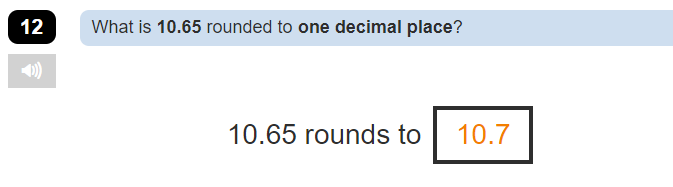 12
What is 10.65 rounded to one decimal place?
10.65 rounds to 10.7